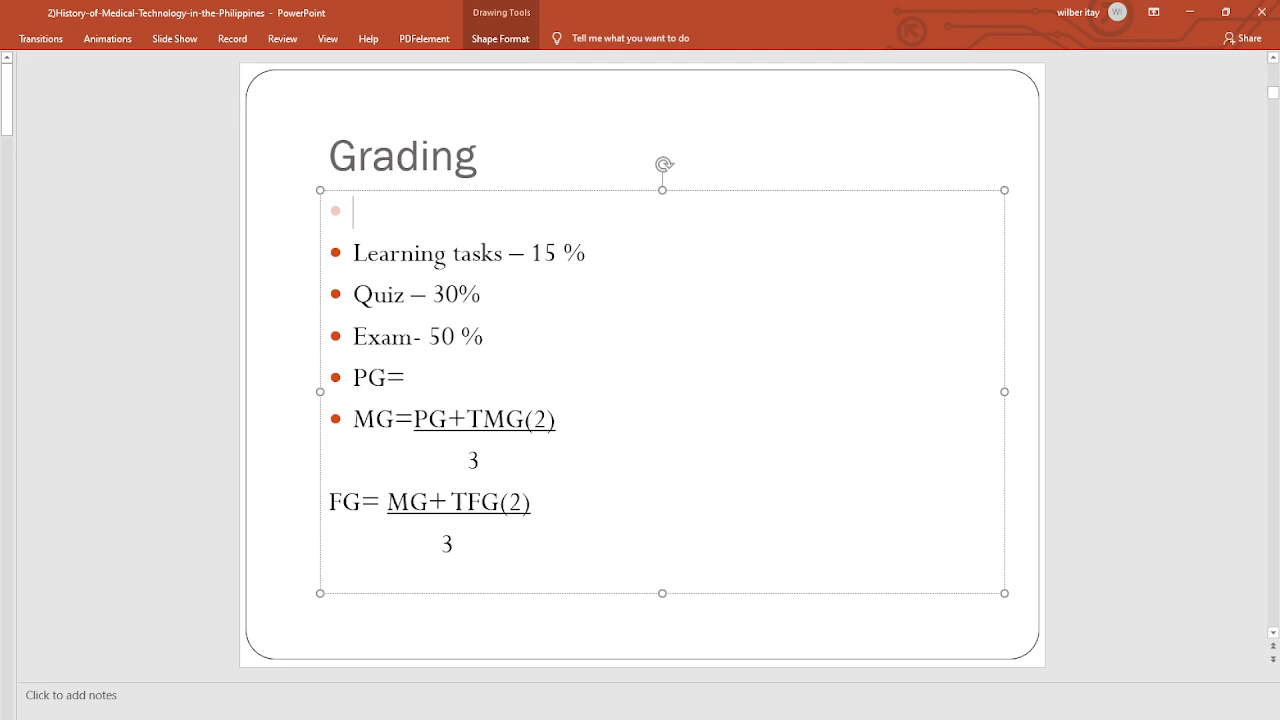 2)History-of-Medical-Technology-in-the-Philippines - PowerPoint
Drawing Tools
wilber itay
WI
Transitions Animations Slide Show Record Review View Help PDFelement Shape Format Tell me what you want to do Share
Grading
Learning tasks – 15 %
Quiz – 30%
Exam- 50 %
PG=
MG=PG+TMG(2)
3
FG= MG+TFG(2)
3
Click to add notes